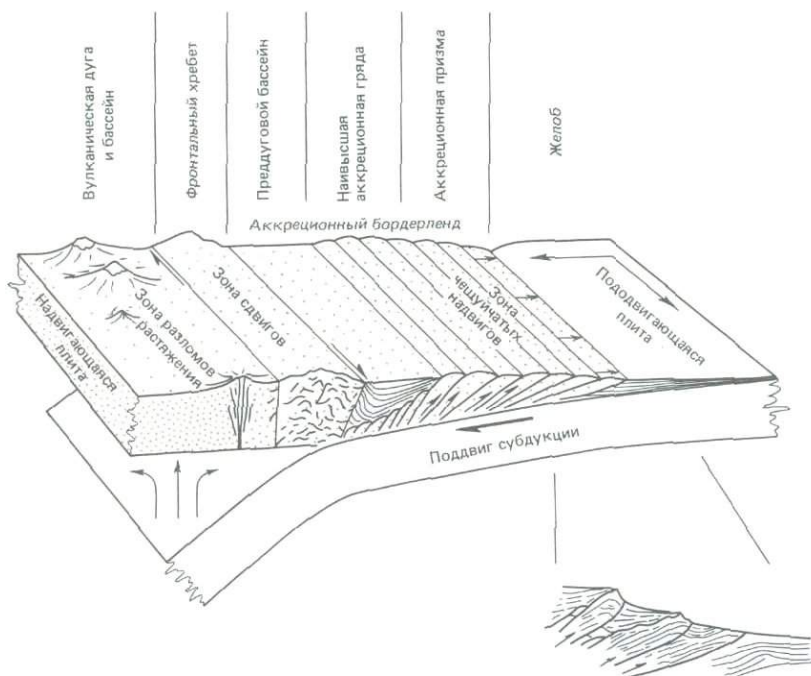 Вулканическая дуга
и бассейн
Фронтальный хребет
Преддуговой бассейн
Наивысшая
аккреционная гряда
Аккреционная призма
Желоб
Аккреционный бордерленд
Надвигающаяся
плита
Зона разломов
растяжения
Зона сдвигов
Зона
чешуйчатых
надвигов
Пододвигающаяся
плита
Поддвиг субдукции